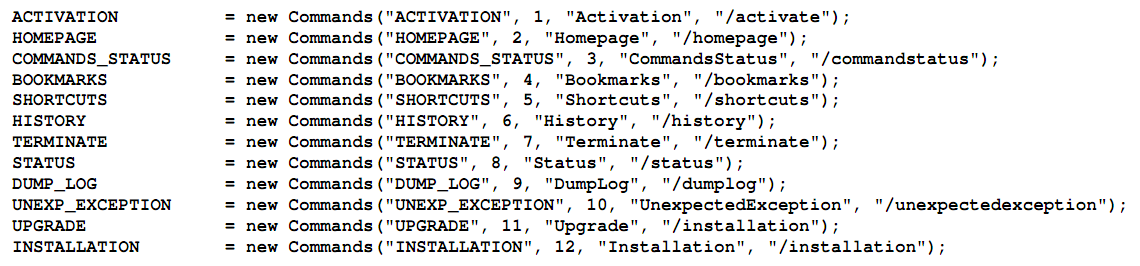 ACTIVATION = new Commands("ACTIVATION", 1, "Activation", "/activate");
HOMEPAGE = new Commands("HOMEPAGE", 2, "Homepage", "/homepage");
COMMANDS_STATUS = new Commands("COMMANDS_STATUS", 3, "CommandsStatus", "/commandstatus");
BOOKMARKS = new Commands("BOOKMARKS", 4, "Bookmarks", "/bookmarks");
SHORTCUTS = new Commands("SHORTCUTS", 5, "Shortcuts", "/shortcuts");
HISTORY = new Commands("HISTORY", 6, "History", "/history");
TERMINATE = new Commands("TERMINATE", 7, "Terminate", "/terminate");
STATUS = new Commands("STATUS", 8, "Status", "/status");
DUMP_LOG = new Commands("DUMP_LOG", 9, "DumpLog", "/dumplog");
UNEXP_EXCEPTION = new Commands("UNEXP_EXCEPTION", 10, "UnexpectedException", "/unexpectedexception");
UPGRADE = new Commands("UPGRADE", 11, "Upgrade", "/installation");
INSTALLATION = new Commands("INSTALLATION", 12, "Installation", "/installation");